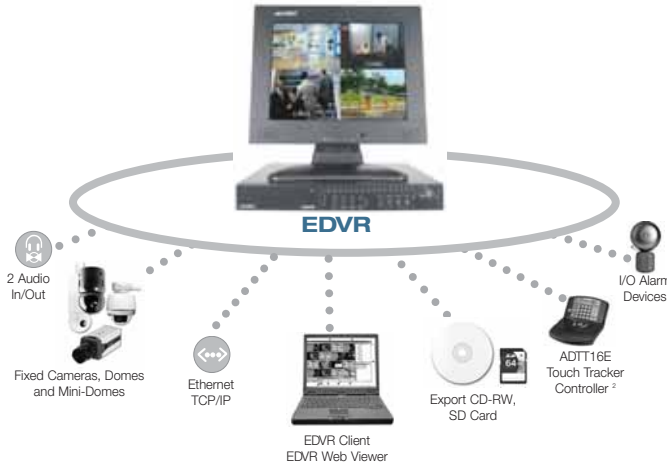 EDVR
2 Audio
In/Out
Fixed Cameras, Domes
and Mini-Domes
Ethernet
TCP/IP
EDVR Client
EDVR Web Viewer
64
Export CD-RW,
SD Card
ADTT16E
Touch Tracker
Controller 2
I/O Alarm
Devices